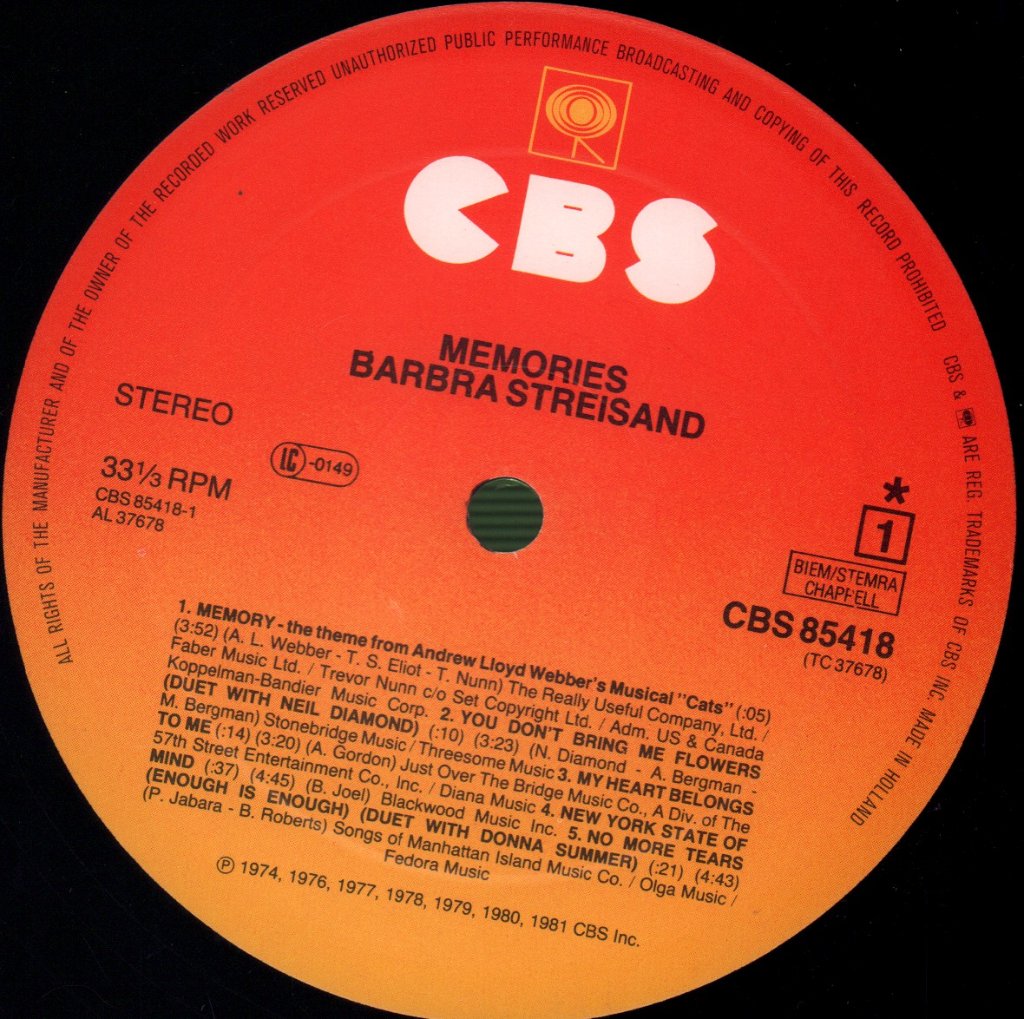 ALL RIGHTS OF THE MANUFACTURER AND OF THE OWNER OF THE RECORDED WORK RESERVED UNAUTHORIZED PUBLIC PERFORMANCE BROADCASTING AND COPYING OF THIS RECORD PROHIBITED CBS & ARE REG. TRADEMARKS OF CBS INC MADE IN HOLLAND
CBS
MEMORIES
BARBRA STREISAND
STEREO
LC-0149
33⅓ RPM
CBS 85418-1
AL 37678
*
1
BIEM/STEMRA
CHAPPELL
CBS 85418
(TC 37678)
1. MEMORY - the theme from Andrew Lloyd Webber's Musical "Cats" (:05)
(3:52) (A. L. Webber - T. S. Eliot - T. Nunn) The Really Useful Company, Ltd. /
Faber Music Ltd. / Trevor Nunn c/o Set Copyright Ltd. / Adm. US & Canada
Koppelman-Bandier Music Corp. 2. YOU DON'T BRING ME FLOWERS
(DUET WITH NEIL DIAMOND) (:10) (3:23) (N. Diamond - A. Bergman -
M. Bergman) Stonebridge Music / Threesome Music 3. MY HEART BELONGS
TO ME (:14) (3:20) (A. Gordon) Just Over The Bridge Music Co., A Div. of The
57th Street Entertainment Co., Inc. / Diana Music 4. NEW YORK STATE OF
MIND (:37) (4:45) (B. Joel) Blackwood Music Inc. 5. NO MORE TEARS
(ENOUGH IS ENOUGH) (DUET WITH DONNA SUMMER) (:21) (4:43)
(P. Jabara - B. Roberts) Songs of Manhattan Island Music Co. / Olga Music /
Fedora Music
℗ 1974, 1976, 1977, 1978, 1979, 1980, 1981 CBS Inc.